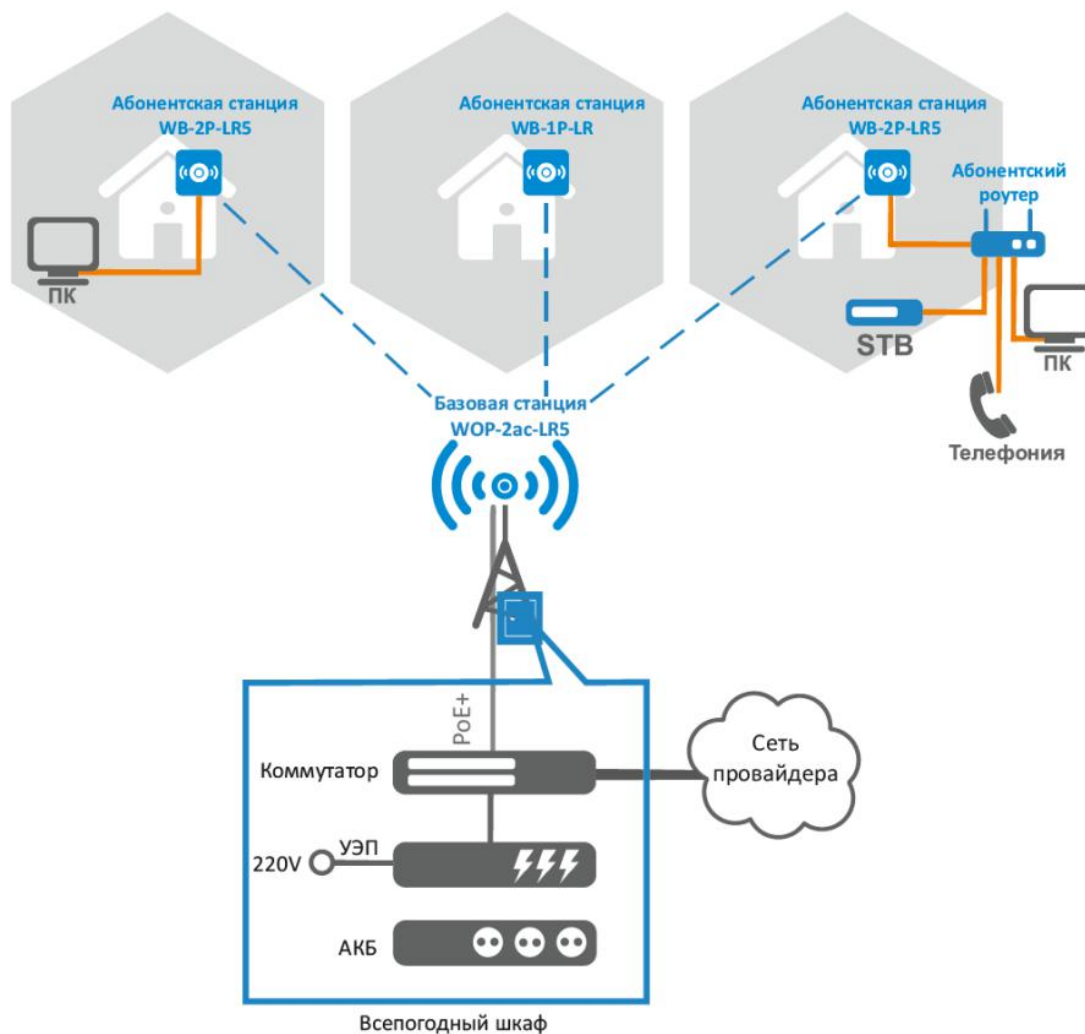 Абонентская станция
WB-2P-LR5
Абонентская станция
WB-1P-LR
Абонентская станция
WB-2P-LR5
Абонентский
роутер
ПК
STB
ПК
Телефония
Базовая станция
WOP-2ac-LR5
PoE+
Коммутатор
Сеть
провайдера
УЭП
220V
АКБ
Всепогодный шкаф